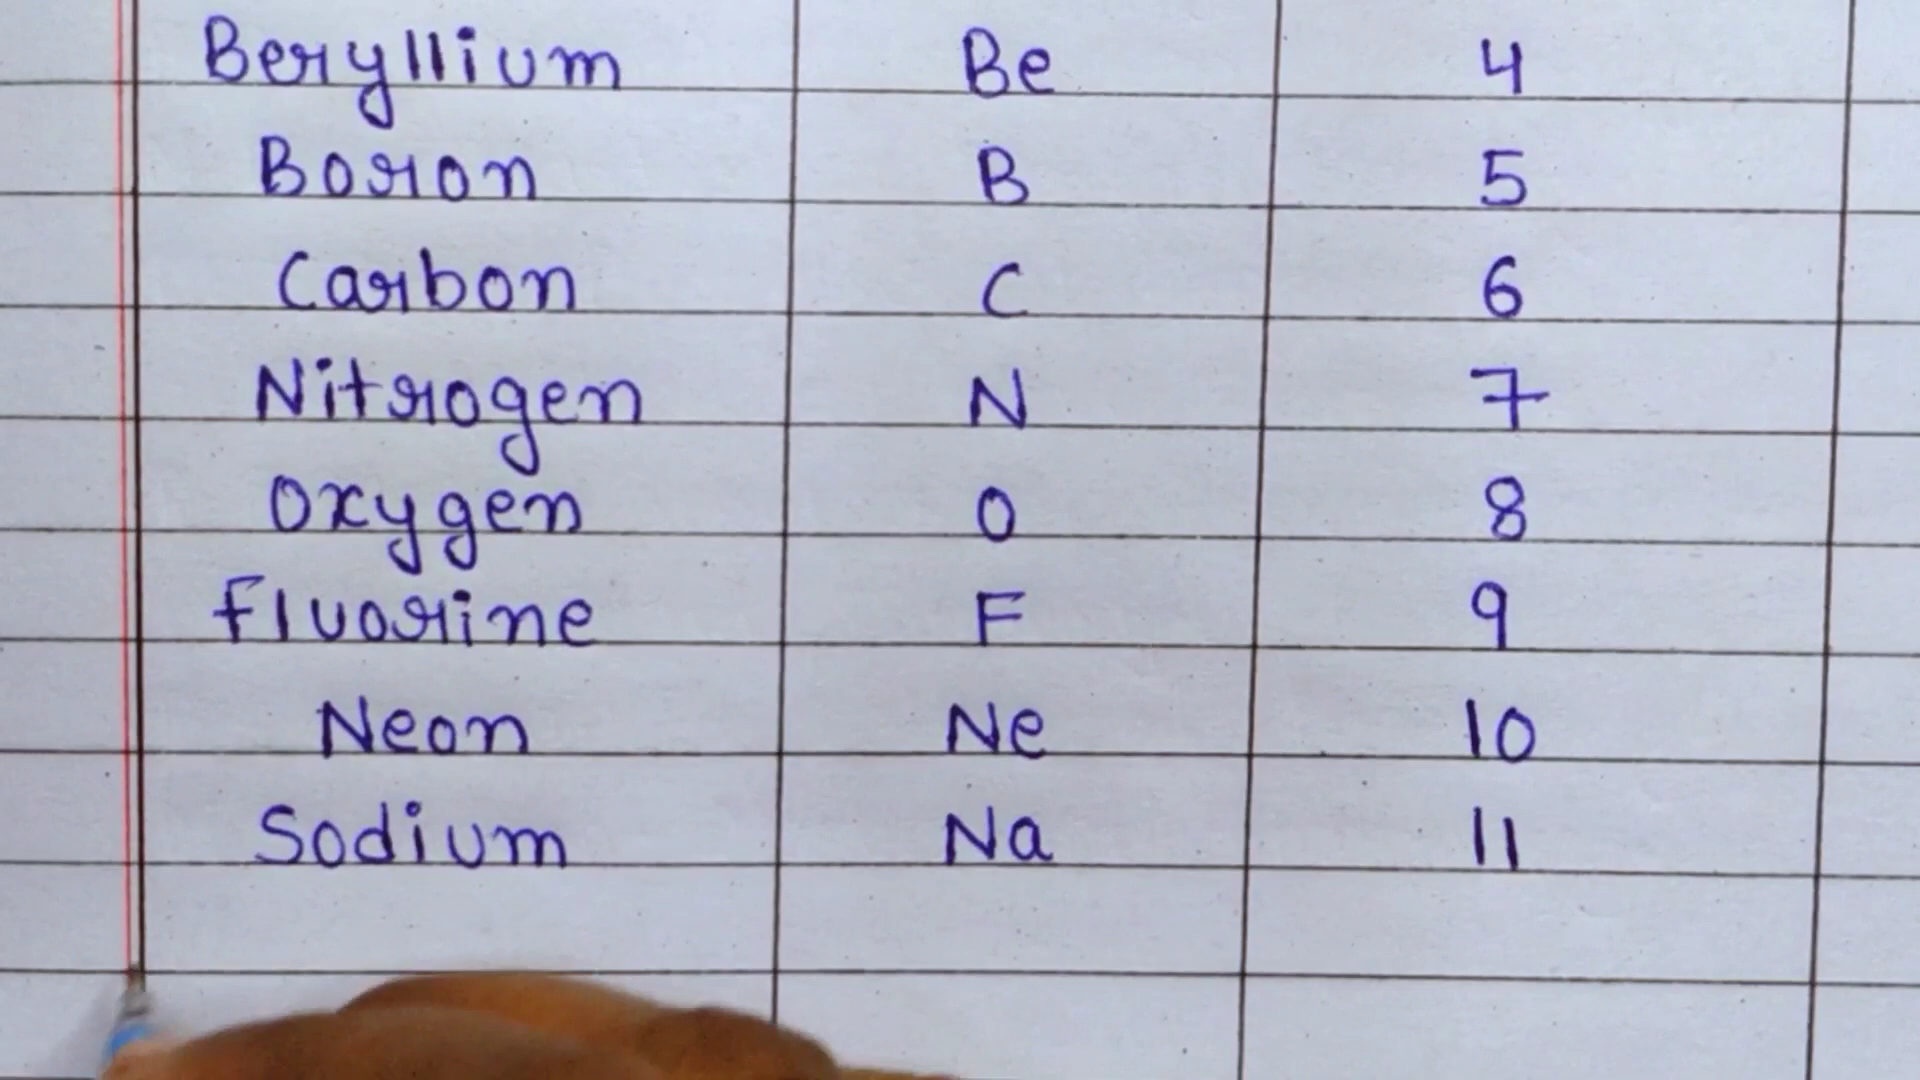 Beryllium Be 4
Boron B 5
Carbon C 6
Nitrogen N 7
Oxygen O 8
Fluorine F 9
Neon Ne 10
Sodium Na 11